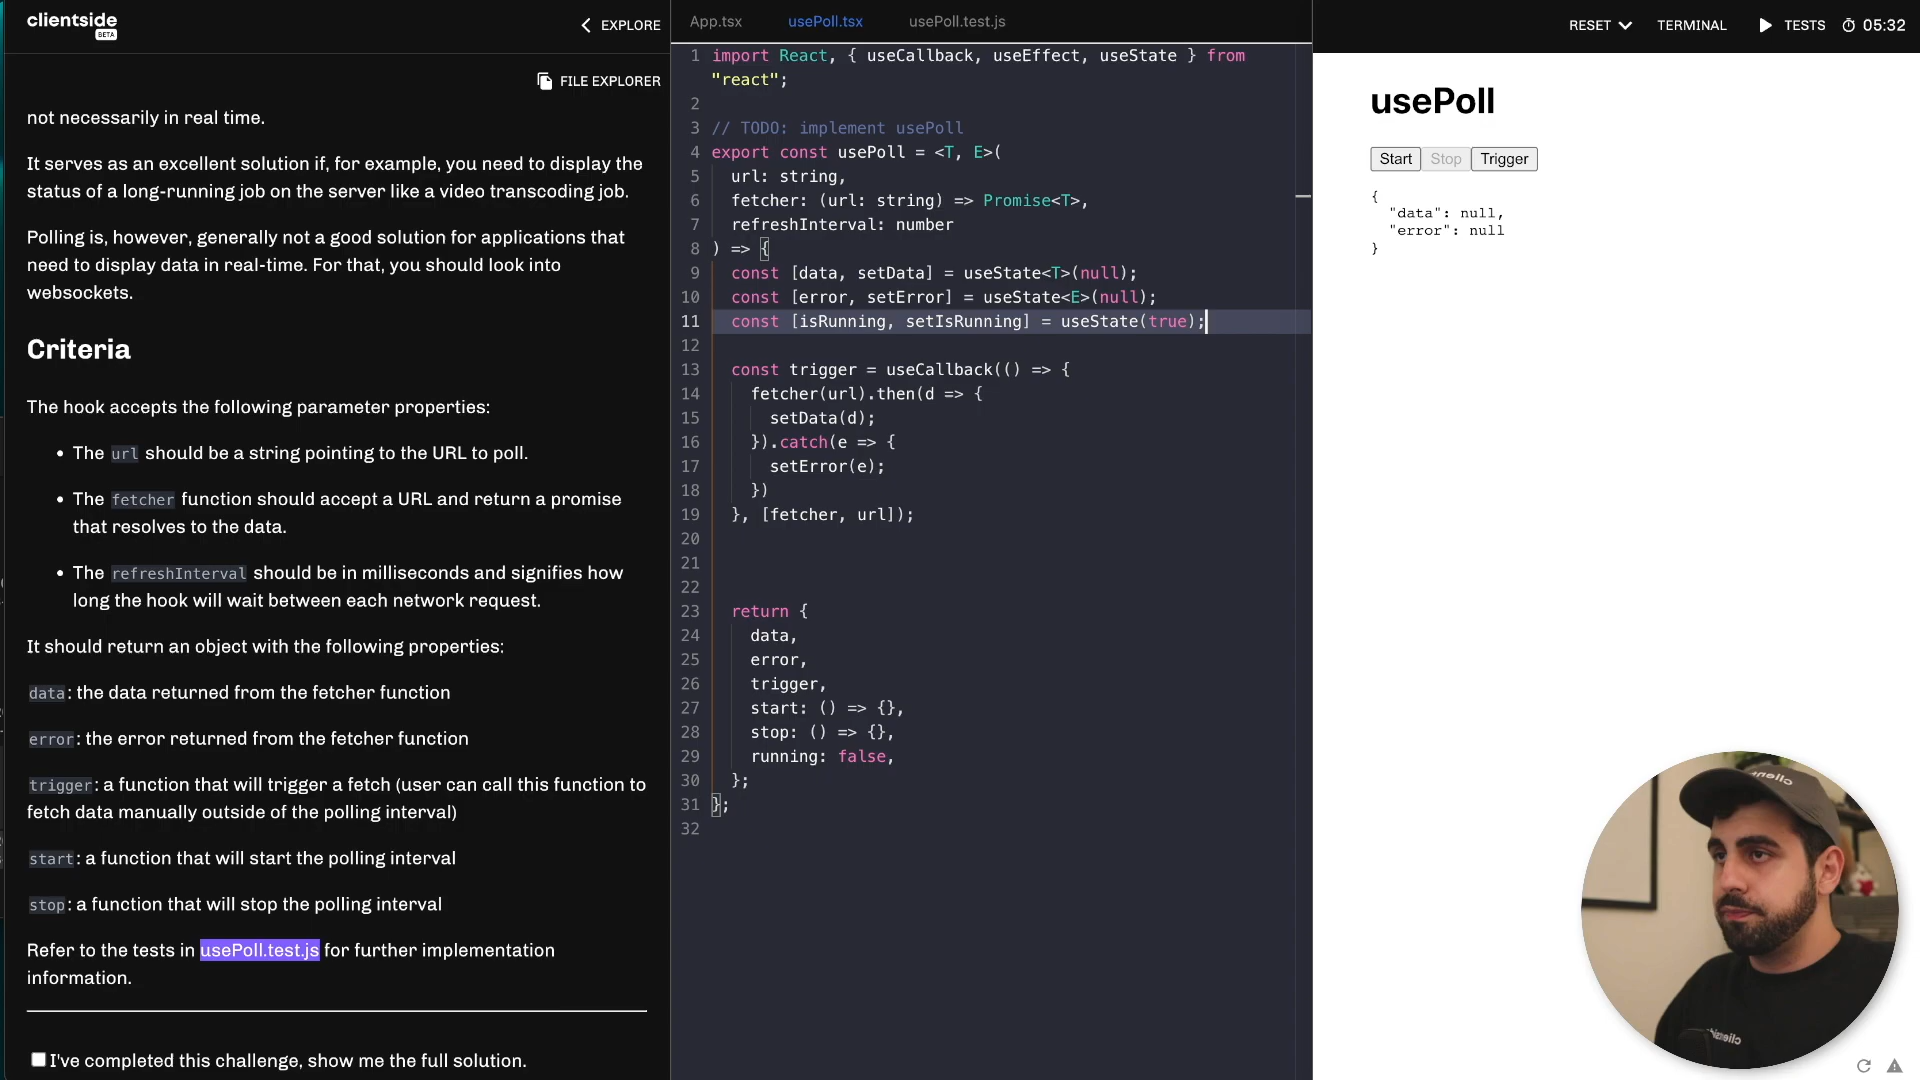 clientside
BETA
EXPLORE
FILE EXPLORER
not necessarily in real time.
It serves as an excellent solution if, for example, you need to display the
status of a long-running job on the server like a video transcoding job.
Polling is, however, generally not a good solution for applications that
need to display data in real-time. For that, you should look into
websockets.
Criteria
The hook accepts the following parameter properties:
• The url should be a string pointing to the URL to poll.
• The fetcher function should accept a URL and return a promise
that resolves to the data.
• The refreshInterval should be in milliseconds and signifies how
long the hook will wait between each network request.
It should return an object with the following properties:
data: the data returned from the fetcher function
error: the error returned from the fetcher function
trigger: a function that will trigger a fetch (user can call this function to
fetch data manually outside of the polling interval)
start: a function that will start the polling interval
stop: a function that will stop the polling interval
Refer to the tests in usePoll.test.js for further implementation
information.
I've completed this challenge, show me the full solution.
App.tsx usePoll.tsx usePoll.test.js
1 import React, { useCallback, useEffect, useState } from
"react";
2
3 // TODO: implement usePoll
4 export const usePoll = <T, E>(
5 url: string,
6 fetcher: (url: string) => Promise<T>,
7 refreshInterval: number
8 ) => {
9 const [data, setData] = useState<T>(null);
10 const [error, setError] = useState<E>(null);
11 const [isRunning, setIsRunning] = useState(true);
12
13 const trigger = useCallback(() => {
14 fetcher(url).then(d => {
15 setData(d);
16 }).catch(e => {
17 setError(e);
18 })
19 }, [fetcher, url]);
20
21
22
23 return {
24 data,
25 error,
26 trigger,
27 start: () => {},
28 stop: () => {},
29 running: false,
30 };
31 };
32
RESET TERMINAL TESTS 05:32
usePoll
Start Stop Trigger
{
"data": null,
"error": null
}